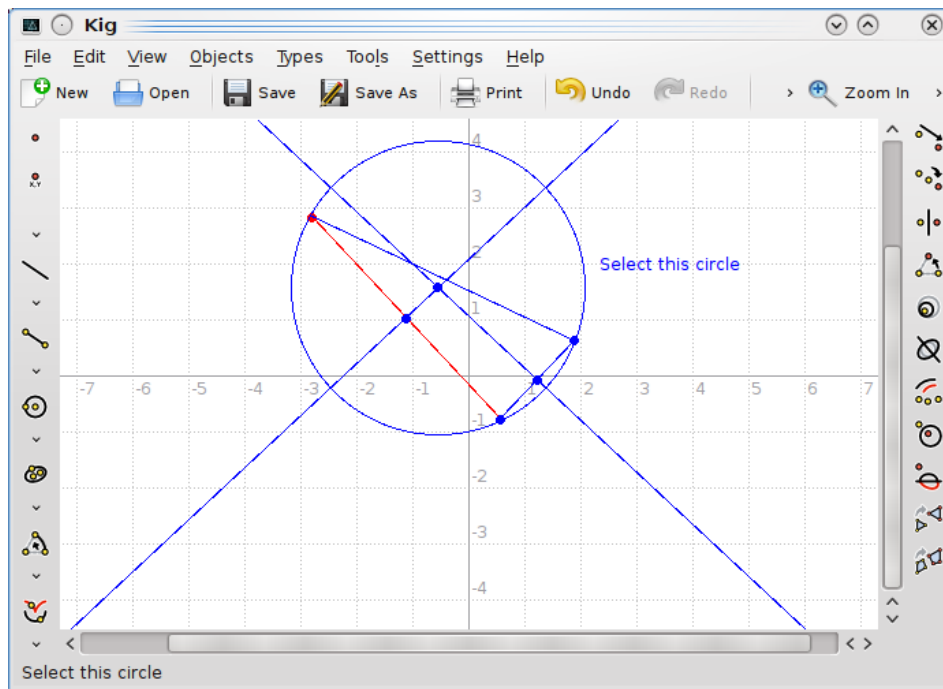 Kig
File Edit View Objects Types Tools Settings Help
New Open Save Save As Print Undo Redo Zoom In
X,Y
4
3
2
1
-7 -6 -5 -4 -3 -2 -1 1 2 3 4 5 6 7
-1
-2
-3
-4
Select this circle
Select this circle